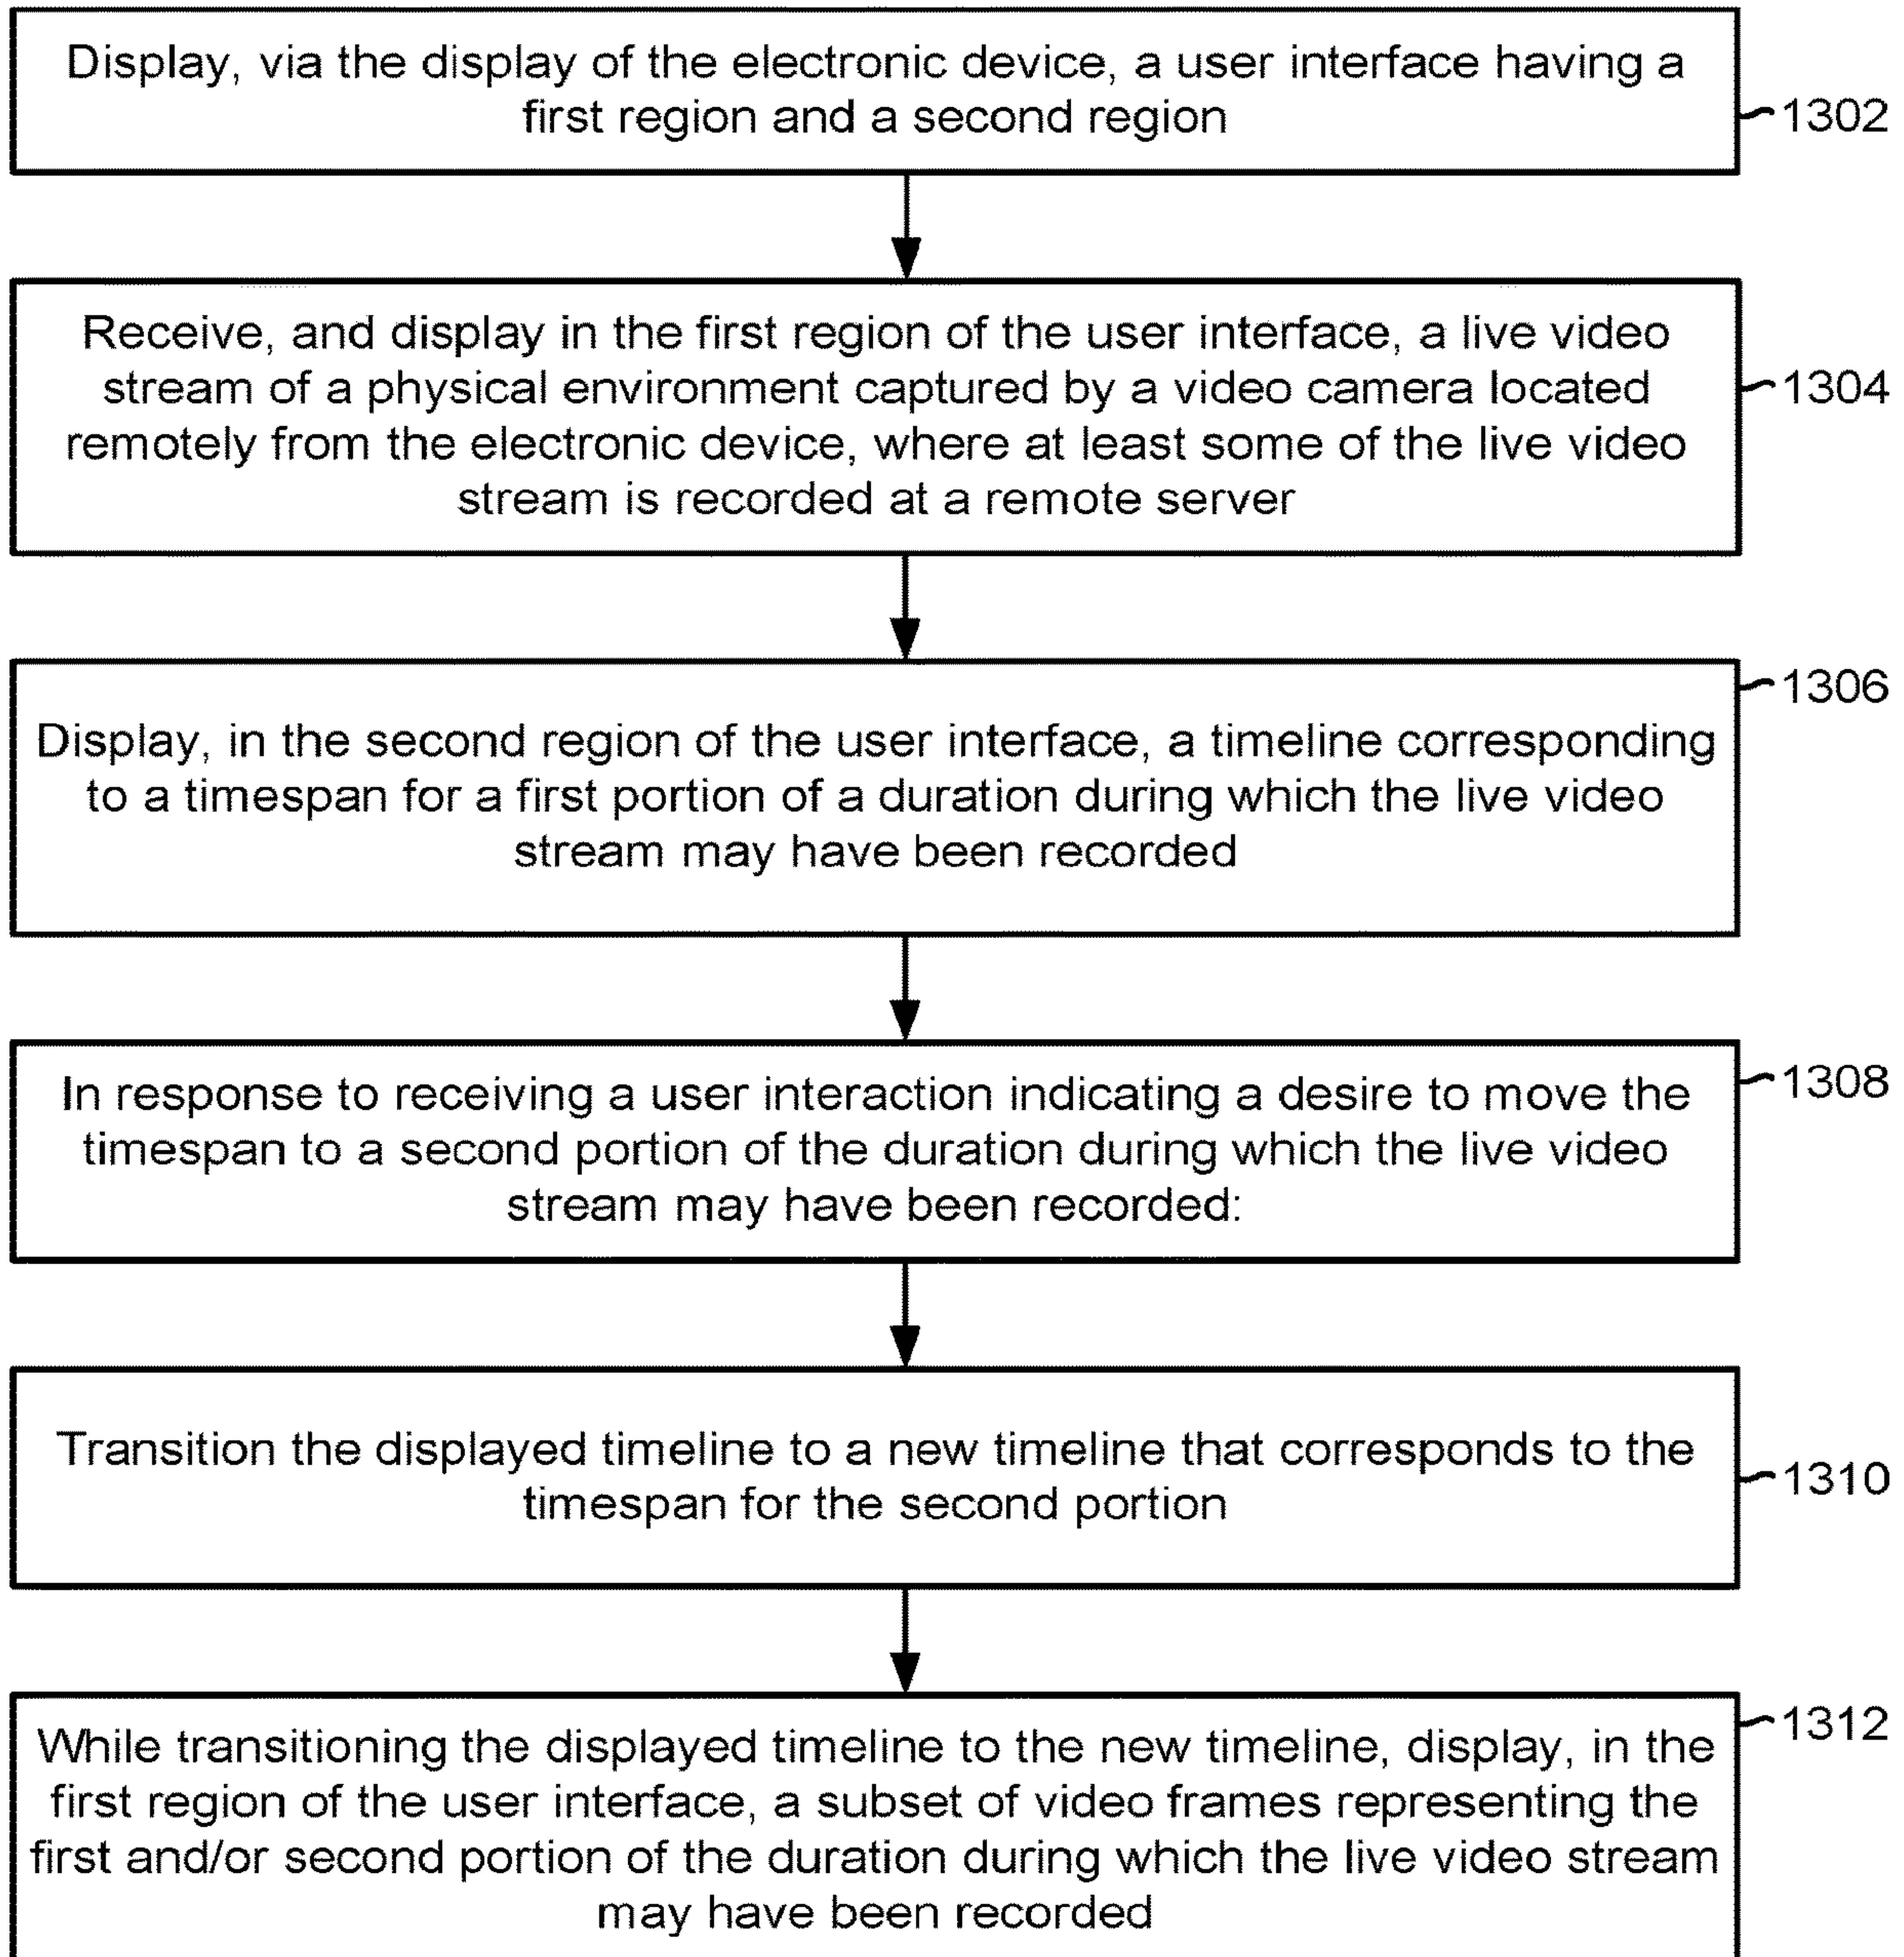 Display, via the display of the electronic device, a user interface having a
first region and a second region
1302
Receive, and display in the first region of the user interface, a live video
stream of a physical environment captured by a video camera located
remotely from the electronic device, where at least some of the live video
stream is recorded at a remote server
1304
Display, in the second region of the user interface, a timeline corresponding
to a timespan for a first portion of a duration during which the live video
stream may have been recorded
1306
In response to receiving a user interaction indicating a desire to move the
timespan to a second portion of the duration during which the live video
stream may have been recorded:
1308
Transition the displayed timeline to a new timeline that corresponds to the
timespan for the second portion
1310
While transitioning the displayed timeline to the new timeline, display, in the
first region of the user interface, a subset of video frames representing the
first and/or second portion of the duration during which the live video stream
may have been recorded
1312